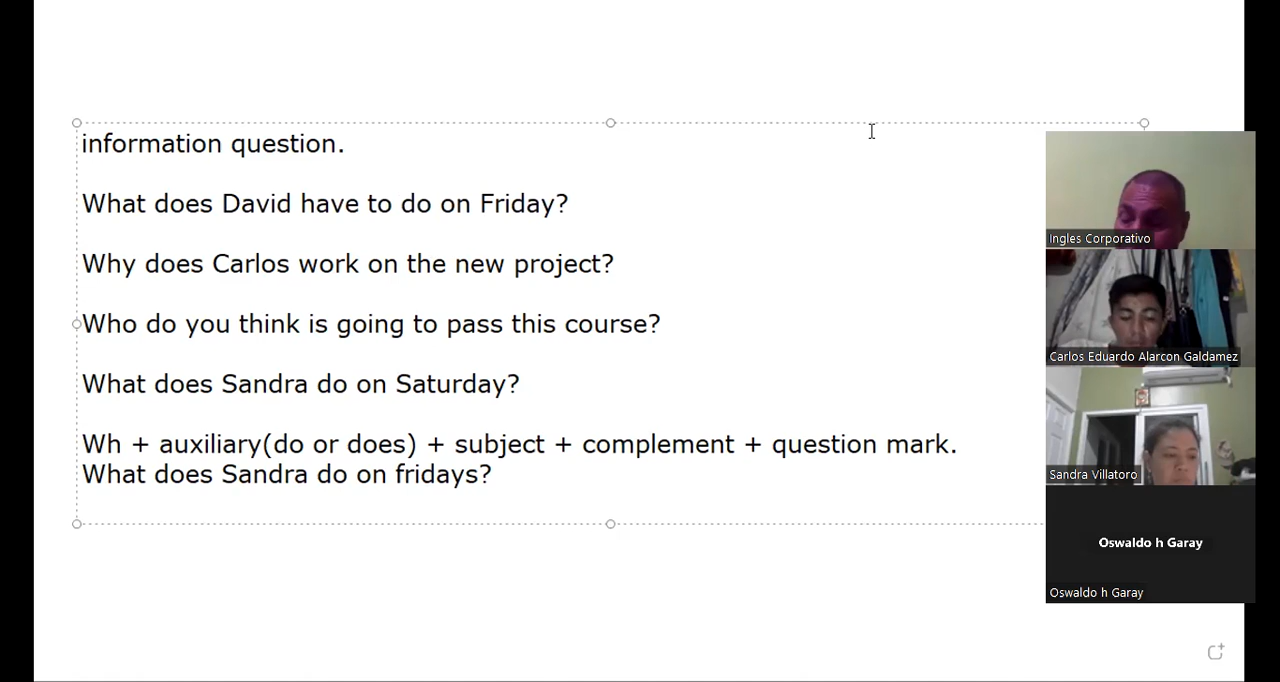 information question.
What does David have to do on Friday?
Why does Carlos work on the new project?
Who do you think is going to pass this course?
What does Sandra do on Saturday?
Wh + auxiliary(do or does) + subject + complement + question mark.
What does Sandra do on fridays?
Ingles Corporativo
Carlos Eduardo Alarcon Galdamez
Sandra Villatoro
Oswaldo h Garay
Oswaldo h Garay